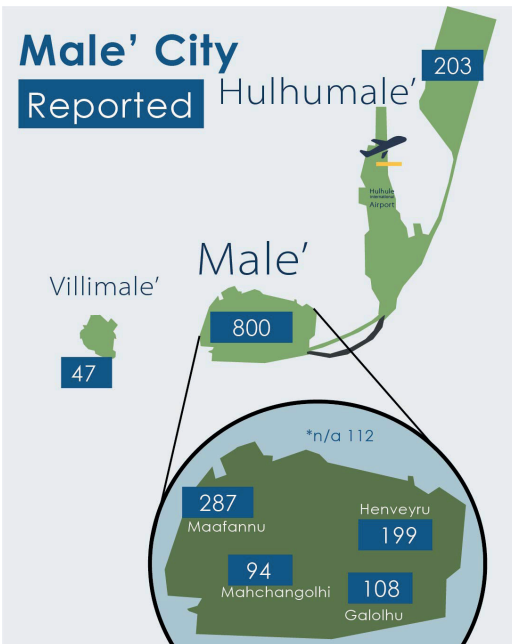 Male' City
Reported
Hulhumale'
203
Hulhule
International
Airport
Male'
Villimale'
800
47
*n/a 112
287
Maafannu
Henveyru
199
94
Mahchangolhi
108
Galolhu